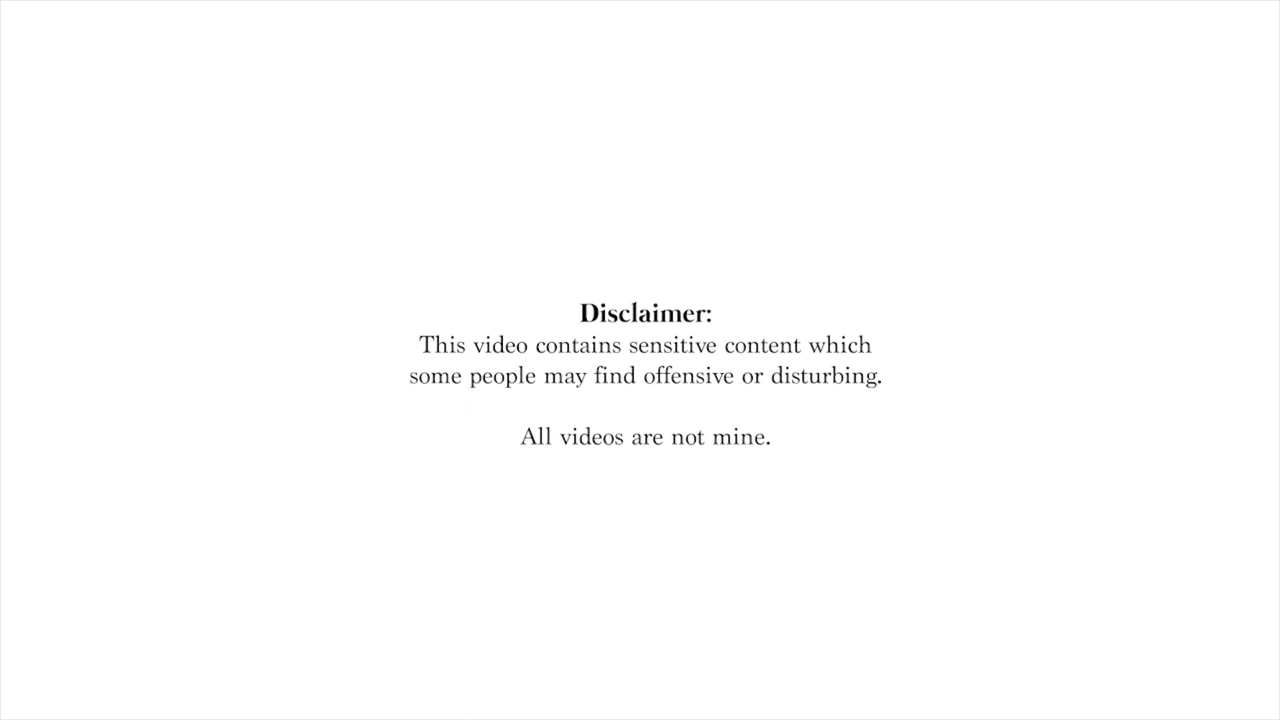 Disclaimer:
This video contains sensitive content which
some people may find offensive or disturbing.
All videos are not mine.